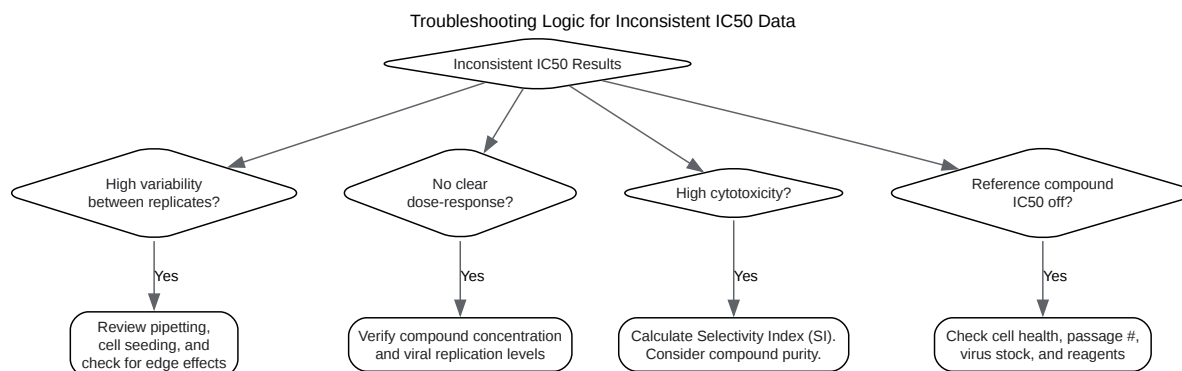 Troubleshooting Logic for Inconsistent IC50 Data
Inconsistent IC50 Results
High variability
between replicates?
No clear
dose-response?
High cytotoxicity?
Reference compound
IC50 off?
Yes
Yes
Yes
Yes
Review pipetting,
cell seeding, and
check for edge effects
Verify compound concentration
and viral replication levels
Calculate Selectivity Index (SI).
Consider compound purity.
Check cell health, passage #,
virus stock, and reagents